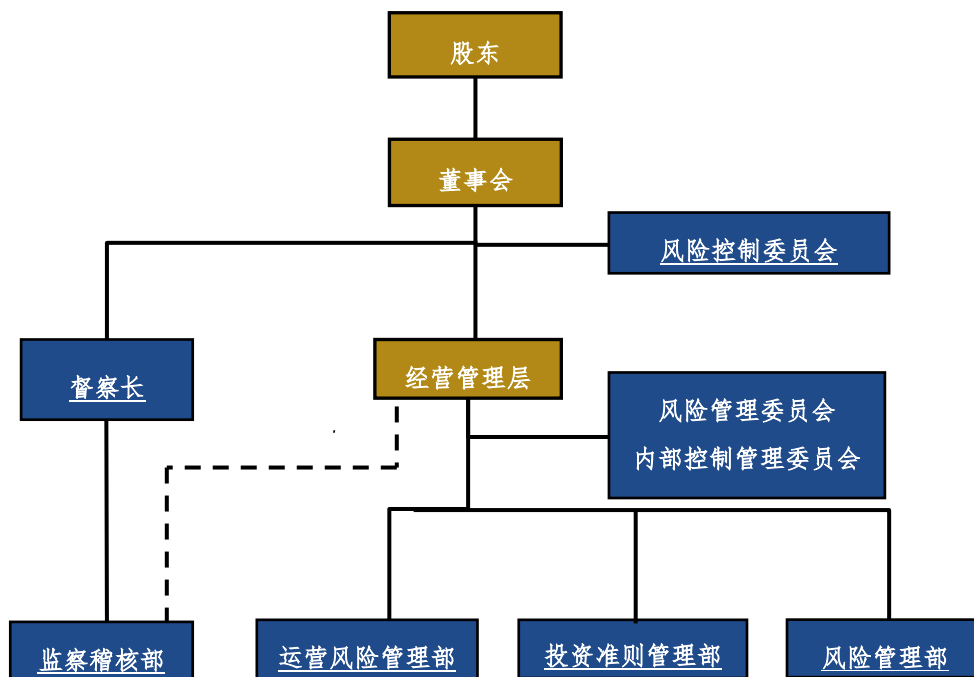 股东
董事会
风险控制委员会
督察长
经营管理层
风险管理委员会
内部控制管理委员会
监察稽核部
运营风险管理部
投资准则管理部
风险管理部